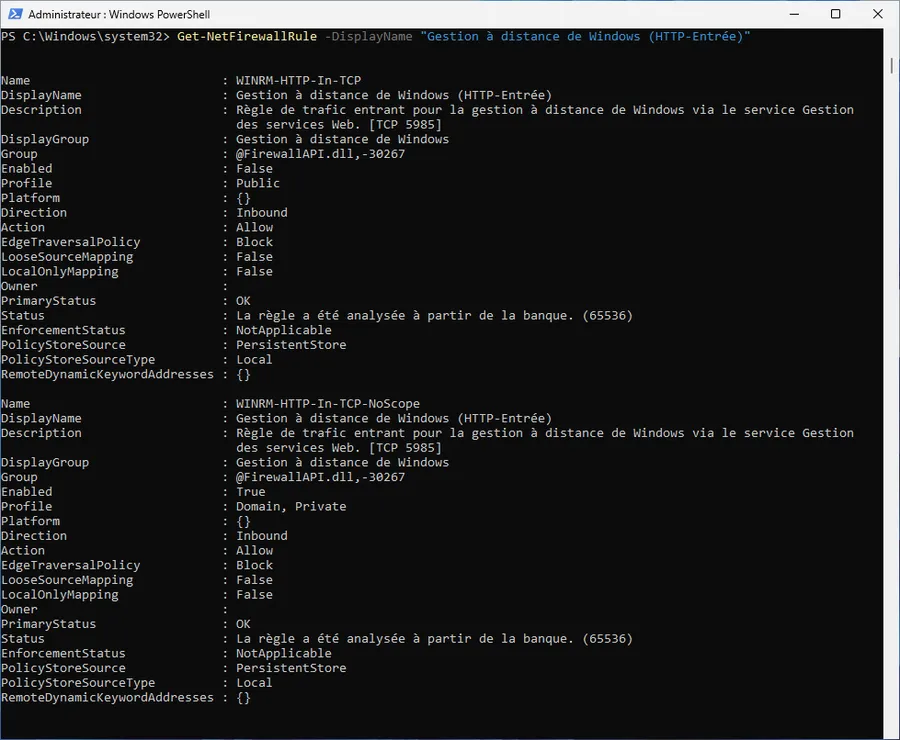 Administrateur : Windows PowerShell
PS C:\Windows\system32> Get-NetFirewallRule -DisplayName "Gestion à distance de Windows (HTTP-Entrée)"
Name                          : WINRM-HTTP-In-TCP
DisplayName                   : Gestion à distance de Windows (HTTP-Entrée)
Description                   : Règle de trafic entrant pour la gestion à distance de Windows via le service Gestion
                                des services Web. [TCP 5985]
DisplayGroup                  : Gestion à distance de Windows
Group                         : @FirewallAPI.dll,-30267
Enabled                       : False
Profile                       : Public
Platform                      : {}
Direction                     : Inbound
Action                        : Allow
EdgeTraversalPolicy           : Block
LooseSourceMapping            : False
LocalOnlyMapping              : False
Owner                         :
PrimaryStatus                 : OK
Status                        : La règle a été analysée à partir de la banque. (65536)
EnforcementStatus             : NotApplicable
PolicyStoreSource             : PersistentStore
PolicyStoreSourceType         : Local
RemoteDynamicKeywordAddresses : {}
Name                          : WINRM-HTTP-In-TCP-NoScope
DisplayName                   : Gestion à distance de Windows (HTTP-Entrée)
Description                   : Règle de trafic entrant pour la gestion à distance de Windows via le service Gestion
                                des services Web. [TCP 5985]
DisplayGroup                  : Gestion à distance de Windows
Group                         : @FirewallAPI.dll,-30267
Enabled                       : True
Profile                       : Domain, Private
Platform                      : {}
Direction                     : Inbound
Action                        : Allow
EdgeTraversalPolicy           : Block
LooseSourceMapping            : False
LocalOnlyMapping              : False
Owner                         :
PrimaryStatus                 : OK
Status                        : La règle a été analysée à partir de la banque. (65536)
EnforcementStatus             : NotApplicable
PolicyStoreSource             : PersistentStore
PolicyStoreSourceType         : Local
RemoteDynamicKeywordAddresses : {}